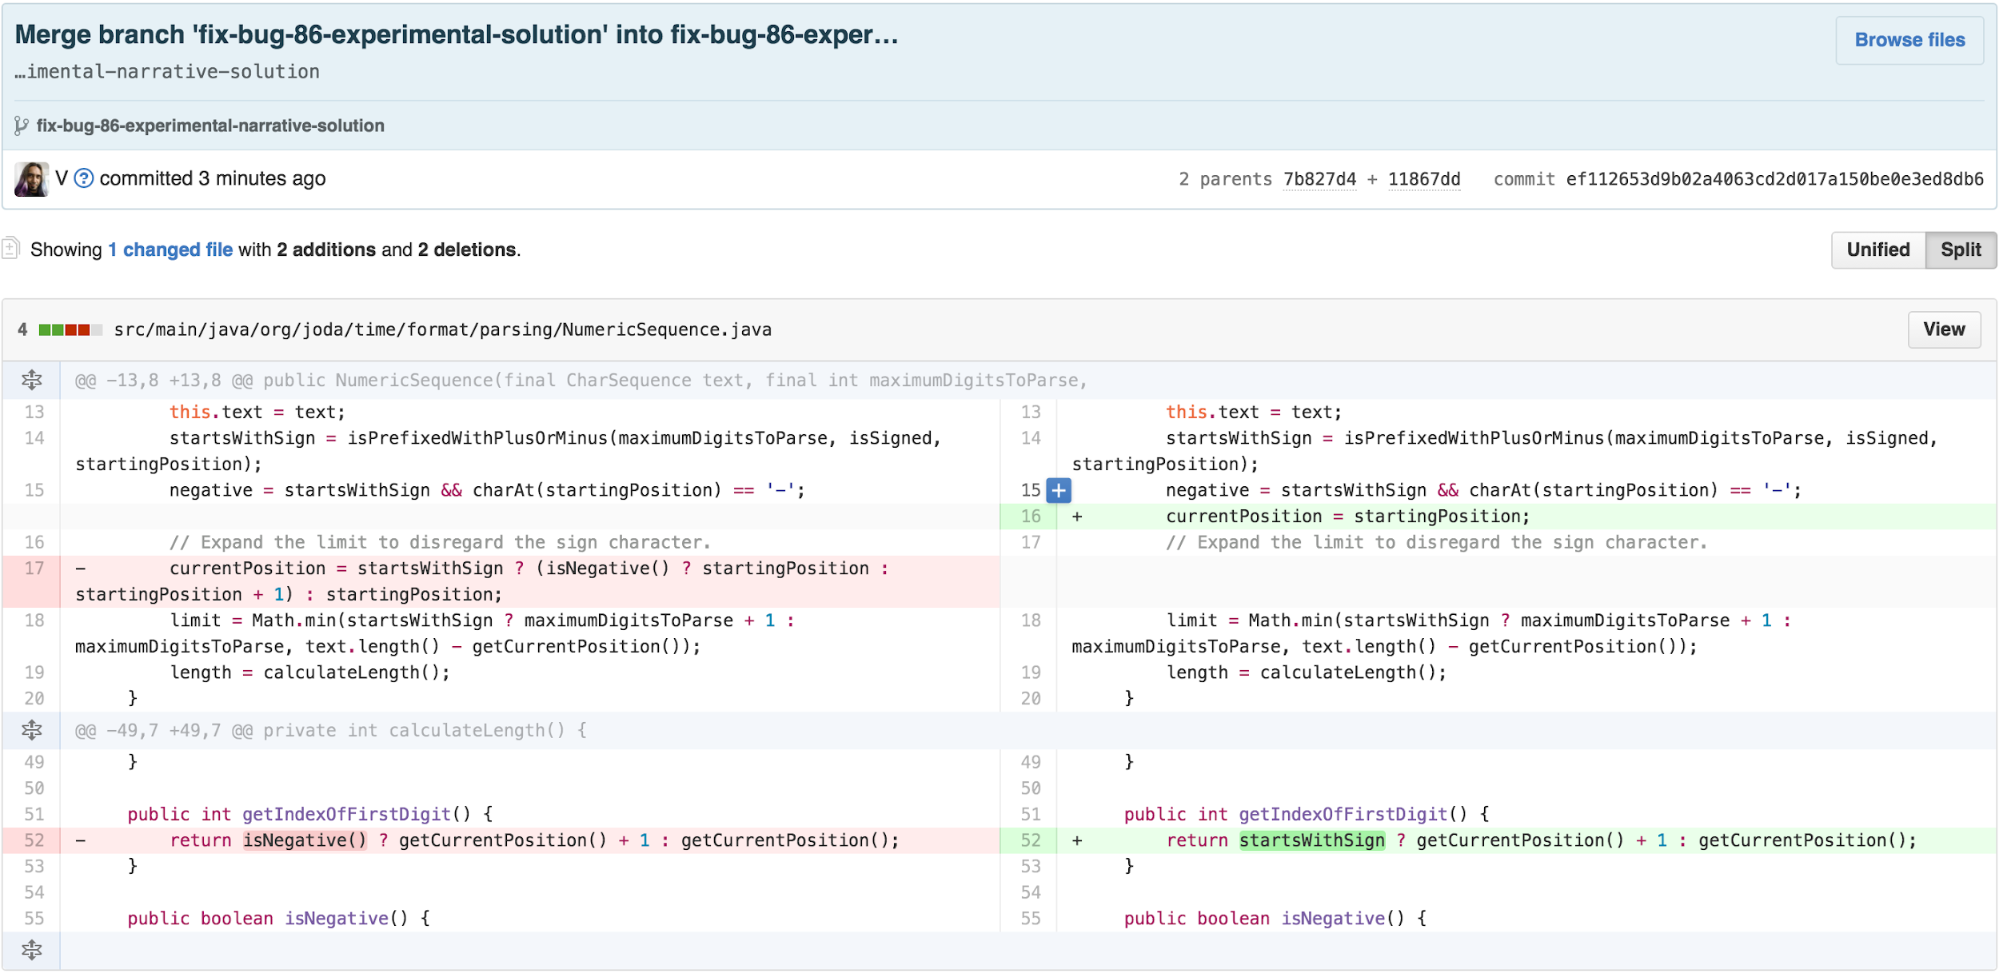 Merge branch 'fix-bug-86-experimental-solution' into fix-bug-86-exper…
Browse files
…imental-narrative-solution
fix-bug-86-experimental-narrative-solution
V ? committed 3 minutes ago
2 parents 7b827d4 + 11867dd commit ef112653d9b02a4063cd2d017a150be0e3ed8db6
Showing 1 changed file with 2 additions and 2 deletions.
Unified Split
4 src/main/java/org/joda/time/format/parsing/NumericSequence.java
View
@@ -13,8 +13,8 @@ public NumericSequence(final CharSequence text, final int maximumDigitsToParse,
13 this.text = text;
14 startsWithSign = isPrefixedWithPlusOrMinus(maximumDigitsToParse, isSigned,
startingPosition);
15 negative = startsWithSign && charAt(startingPosition) == '-';
16 // Expand the limit to disregard the sign character.
17 - currentPosition = startsWithSign ? (isNegative() ? startingPosition :
startingPosition + 1) : startingPosition;
18 limit = Math.min(startsWithSign ? maximumDigitsToParse + 1 :
maximumDigitsToParse, text.length() - getCurrentPosition());
19 length = calculateLength();
20 }
13 this.text = text;
14 startsWithSign = isPrefixedWithPlusOrMinus(maximumDigitsToParse, isSigned,
startingPosition);
15 + negative = startsWithSign && charAt(startingPosition) == '-';
16 + currentPosition = startingPosition;
17 // Expand the limit to disregard the sign character.
18 limit = Math.min(startsWithSign ? maximumDigitsToParse + 1 :
maximumDigitsToParse, text.length() - getCurrentPosition());
19 length = calculateLength();
20 }
@@ -49,7 +49,7 @@ private int calculateLength() {
49 }
50
51 public int getIndexOfFirstDigit() {
52 - return isNegative() ? getCurrentPosition() + 1 : getCurrentPosition();
53 }
54
55 public boolean isNegative() {
49 }
50
51 public int getIndexOfFirstDigit() {
52 + return startsWithSign ? getCurrentPosition() + 1 : getCurrentPosition();
53 }
54
55 public boolean isNegative() {